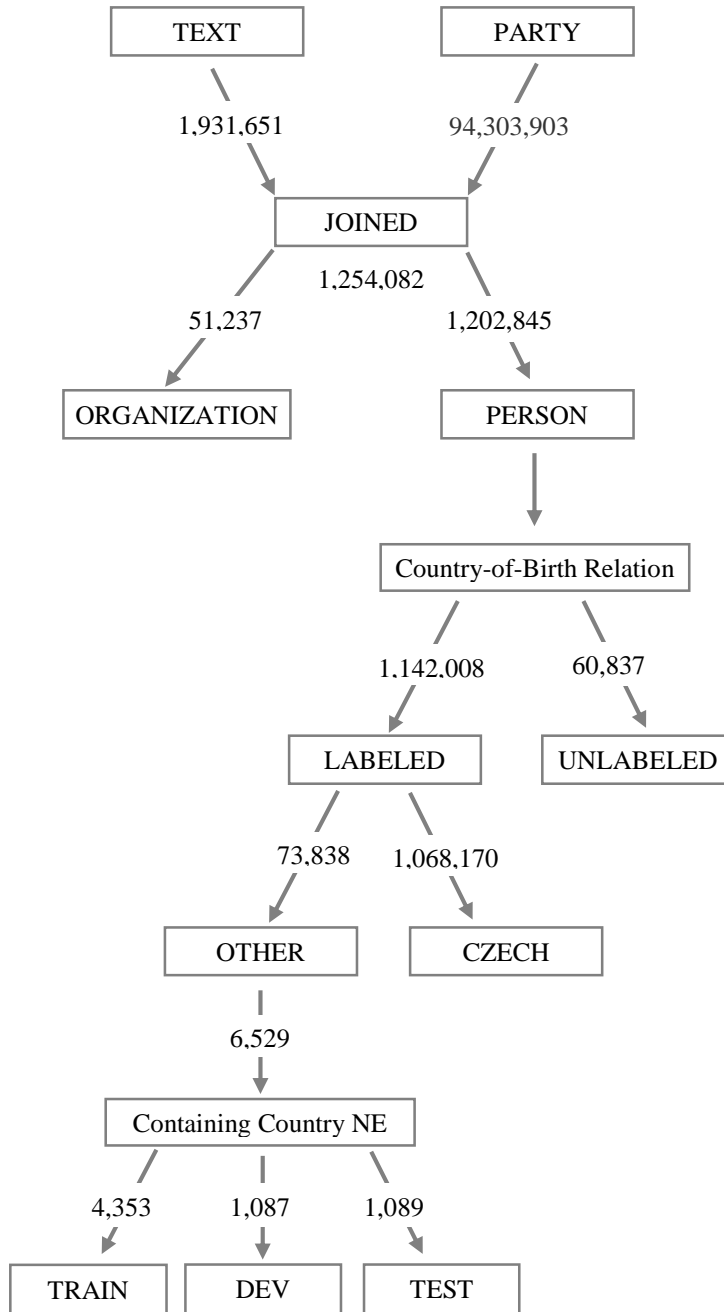 TEXT
PARTY
1,931,651
94,303,903
JOINED
1,254,082
51,237
1,202,845
ORGANIZATION
PERSON
Country-of-Birth Relation
1,142,008
60,837
LABELED
UNLABELED
73,838
1,068,170
OTHER
CZECH
6,529
Containing Country NE
4,353
1,087
1,089
TRAIN
DEV
TEST